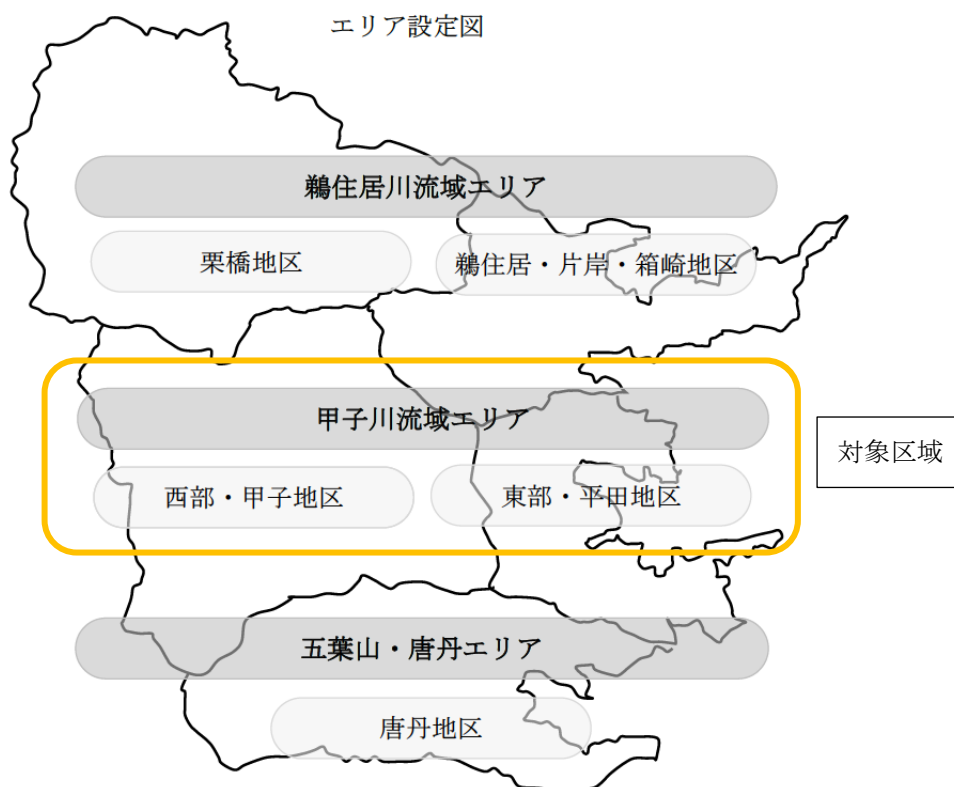 エリア設定図
鵜住居川流域エリア
栗橋地区
鵜住居・片岸・箱崎地区
甲子川流域エリア
対象区域
西部・甲子地区
東部・平田地区
五葉山・唐丹エリア
唐丹地区